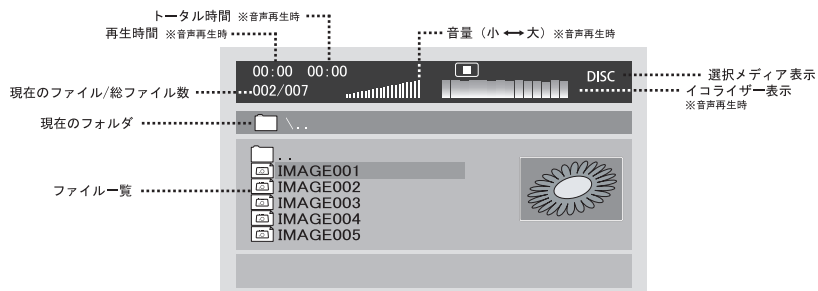 トータル時間 ※音声再生時
再生時間 ※音声再生時
音量（小 ⟷ 大）※音声再生時
00:00 00:00
DISC
選択メディア表示
現在のファイル/総ファイル数
002/007
イコライザー表示
※音声再生時
現在のフォルダ
\..
..
IMAGE001
IMAGE002
ファイル一覧
IMAGE003
IMAGE004
IMAGE005